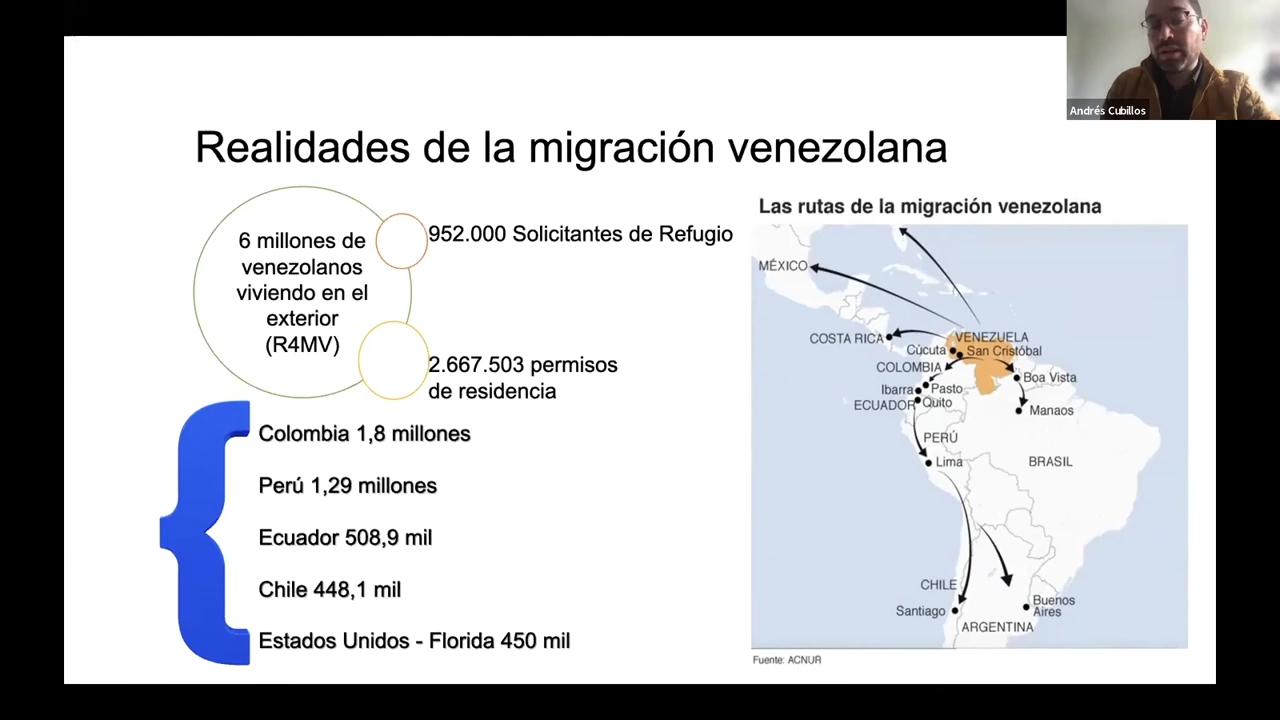 Andrés Cubillos
Realidades de la migración venezolana
6 millones de
venezolanos
viviendo en el
exterior
(R4MV)
952.000 Solicitantes de Refugio
2.667.503 permisos
de residencia
Colombia 1,8 millones
Perú 1,29 millones
Ecuador 508,9 mil
Chile 448,1 mil
Estados Unidos - Florida 450 mil
Las rutas de la migración venezolana
MÉXICO
COSTA RICA
VENEZUELA
Cúcuta
San Cristóbal
COLOMBIA
Boa Vista
Ibarra
Pasto
ECUADOR
Quito
Manaos
PERÚ
Lima
BRASIL
CHILE
Santiago
Buenos
Aires
ARGENTINA
Fuente: ACNUR